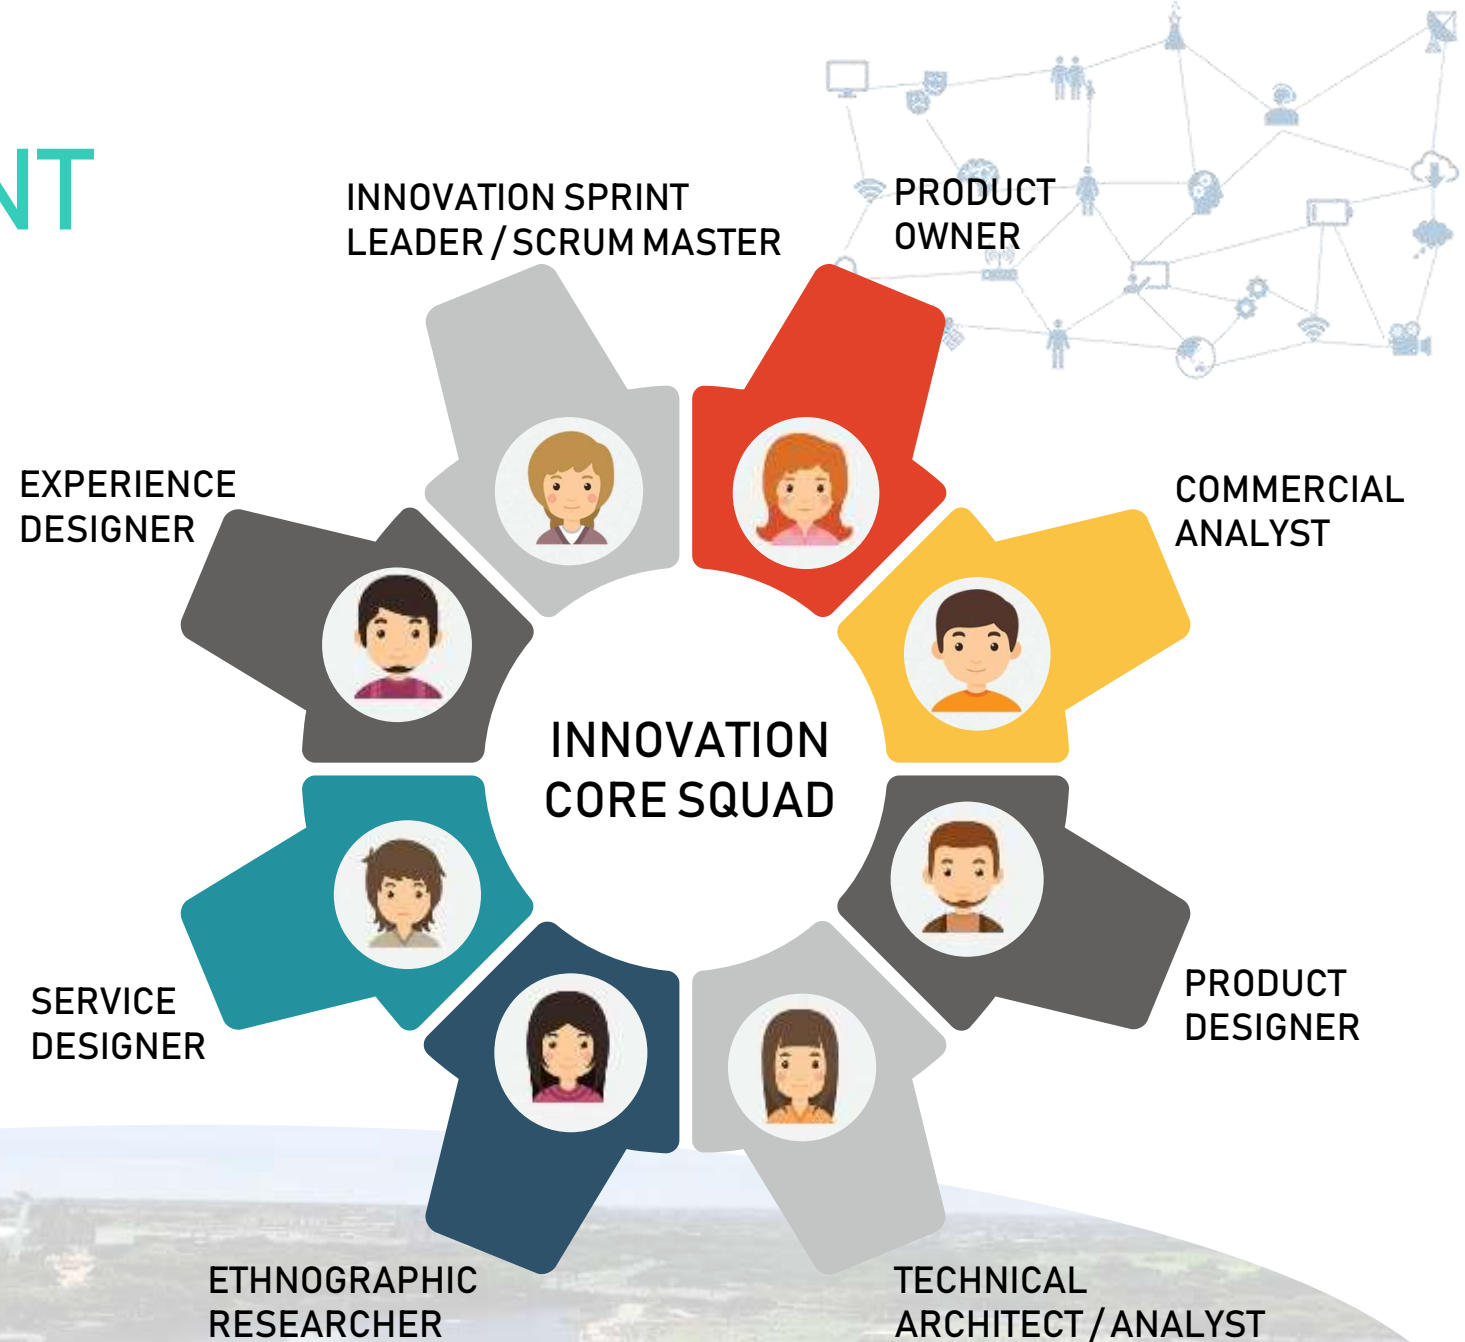 NT
INNOVATION SPRINT
LEADER / SCRUM MASTER
PRODUCT
OWNER
EXPERIENCE
DESIGNER
COMMERCIAL
ANALYST
INNOVATION
CORE SQUAD
SERVICE
DESIGNER
PRODUCT
DESIGNER
ETHNOGRAPHIC
RESEARCHER
TECHNICAL
ARCHITECT / ANALYST